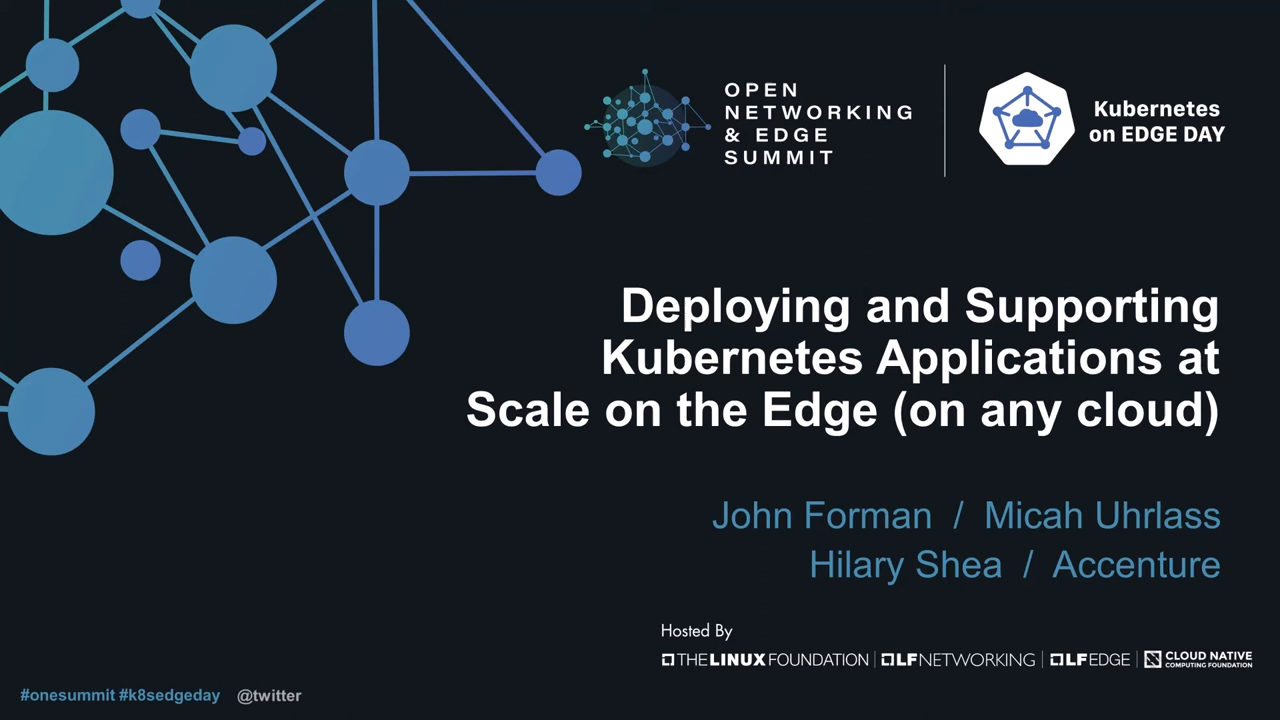 OPEN
NETWORKING
& EDGE
SUMMIT
Kubernetes
on EDGE DAY
Deploying and Supporting
Kubernetes Applications at
Scale on the Edge (on any cloud)
John Forman / Micah Uhrlass
Hilary Shea / Accenture
Hosted By
THE LINUX FOUNDATION | LF NETWORKING | LF EDGE | CLOUD NATIVE COMPUTING FOUNDATION
#onesummit #k8sedgeday @twitter